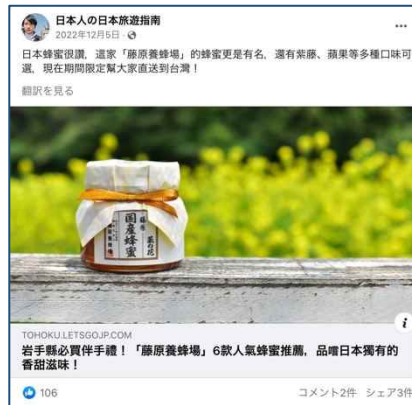 日本人の日本旅遊指南
2022年12月5日
日本蜂蜜很讚，這家「藤原養蜂場」的蜂蜜更是有名，還有紫藤、蘋果等多種口味可
選，現在期間限定幫大家直送到台灣！
翻訳を見る
国産蜂蜜
菜の花
TOHOKU.LETSGOJP.COM
岩手縣必買伴手禮！「藤原養蜂場」6款人氣蜂蜜推薦，品嚐日本獨有的
香甜滋味！
106
コメント2件 シェア3件